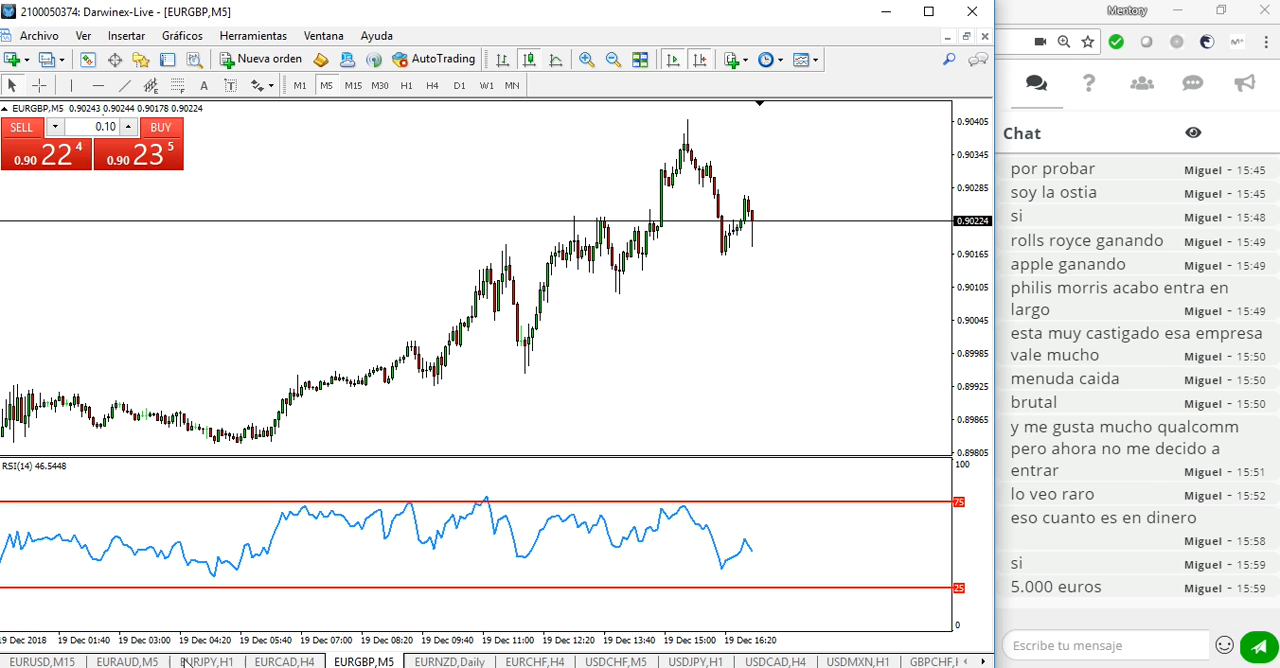 2100050374: Darwinex-Live - [EURGBP,M5]
Mentory
Archivo Ver Insertar Gráficos Herramientas Ventana Ayuda
Nueva orden AutoTrading
M1 M5 M15 M30 H1 H4 D1 W1 MN
EURGBP,M5 0.90243 0.90244 0.90178 0.90224
SELL 0.10 BUY
0.90 22 4 0.90 23 5
0.90405
0.90345
0.90285
0.90224
0.90165
0.90105
0.90045
0.89985
0.89925
0.89865
0.89805
RSI(14) 46.5448
100
75
25
0
19 Dec 2018 19 Dec 01:40 19 Dec 03:00 19 Dec 04:20 19 Dec 05:40 19 Dec 07:00 19 Dec 08:20 19 Dec 09:40 19 Dec 11:00 19 Dec 12:20 19 Dec 13:40 19 Dec 15:00 19 Dec 16:20
EURUSD,M15 EURAUD,M5 EURJPY,H1 EURCAD,H4 EURGBP,M5 EURNZD,Daily EURCHF,H4 USDCHF,M5 USDJPY,H1 USDCAD,H4 USDMXN,H1 GBPCHF,H
Chat
por probar Miguel - 15:45
soy la ostia Miguel - 15:45
si Miguel - 15:48
rolls royce ganando Miguel - 15:49
apple ganando Miguel - 15:49
philis morris acabo entra en
largo Miguel - 15:49
esta muy castigado esa empresa
vale mucho Miguel - 15:50
menuda caida Miguel - 15:50
brutal Miguel - 15:50
y me gusta mucho qualcomm
pero ahora no me decido a
entrar Miguel - 15:51
lo veo raro Miguel - 15:52
eso cuanto es en dinero
Miguel - 15:58
si Miguel - 15:59
5.000 euros Miguel - 15:59
Escribe tu mensaje